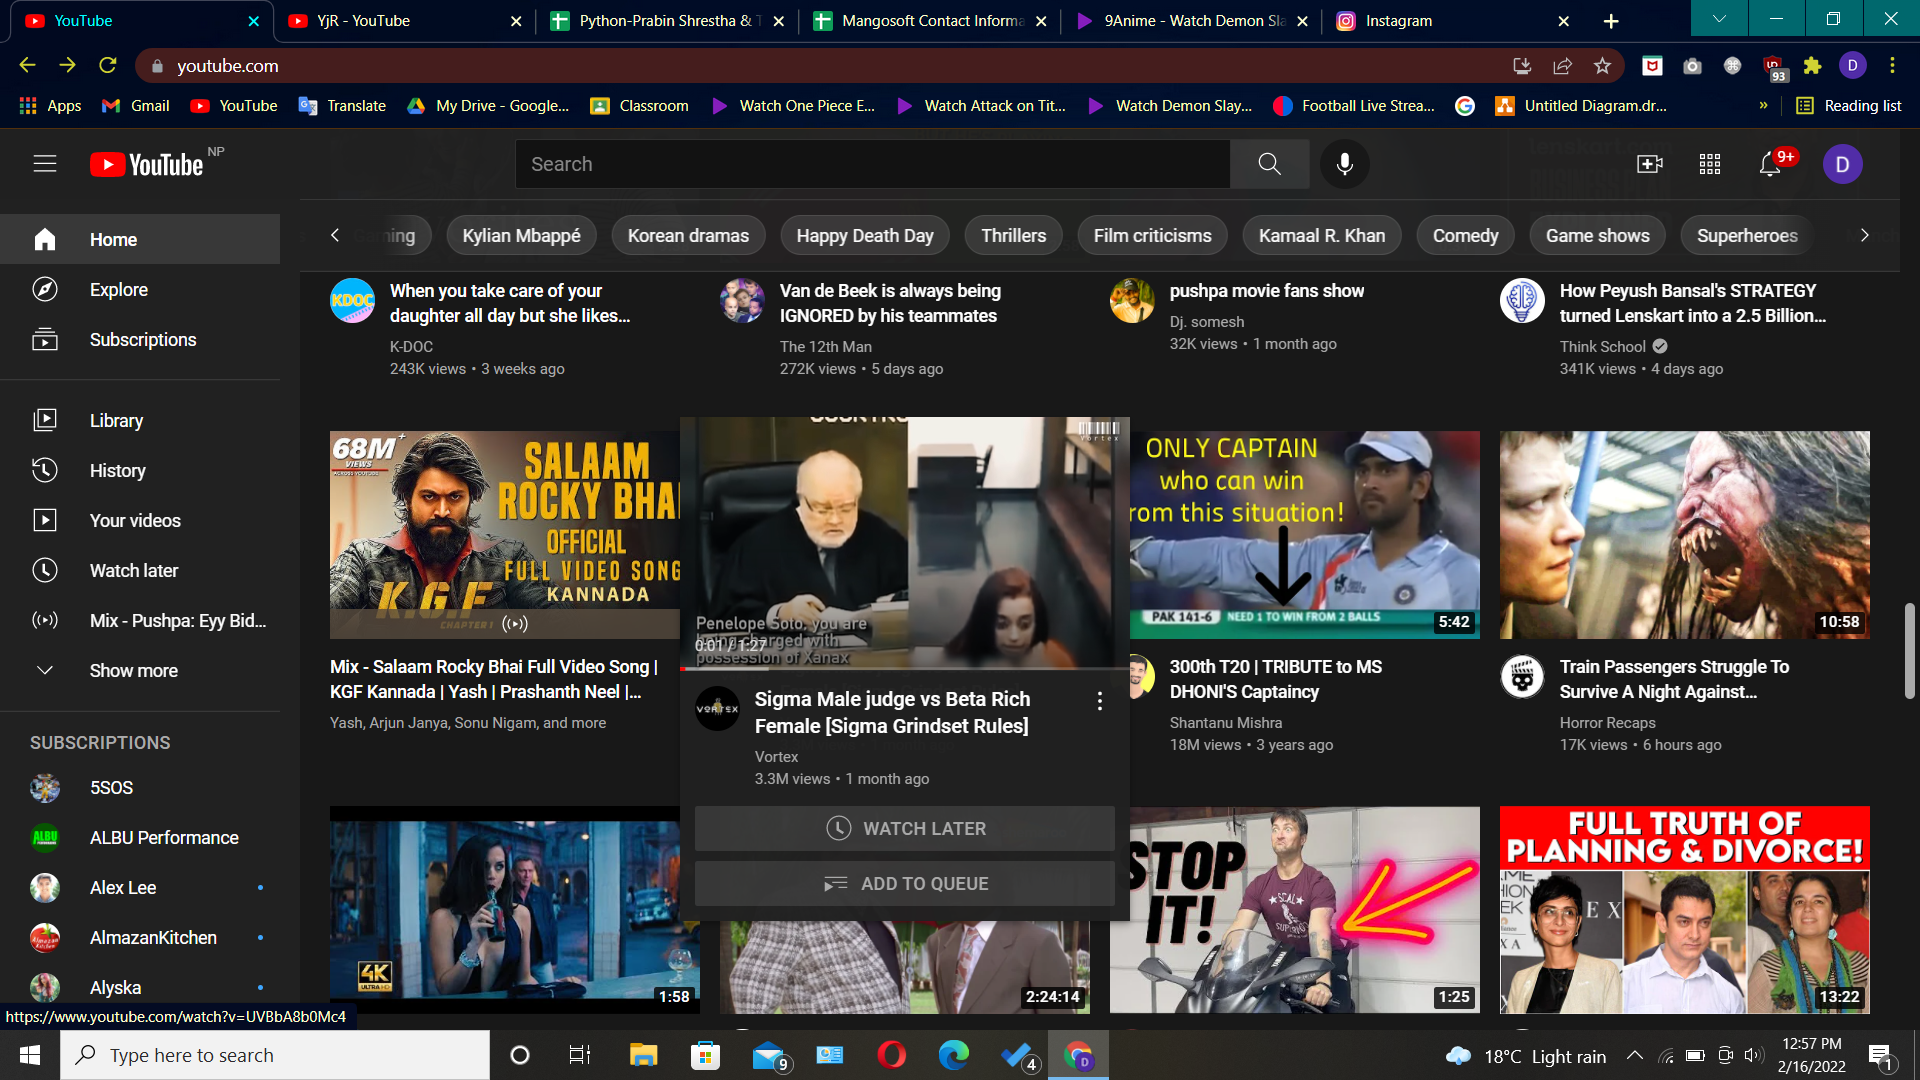 YouTube
YjR - YouTube
Python-Prabin Shrestha & T
Mangosoft Contact Informa
9Anime - Watch Demon Sla
Instagram
youtube.com
93
D
Apps
Gmail
YouTube
Translate
My Drive - Google...
Classroom
Watch One Piece E...
Watch Attack on Tit...
Watch Demon Slay...
Football Live Strea...
Untitled Diagram.dr...
»
Reading list
YouTube NP
Search
9+
D
Gaming
Kylian Mbappé
Korean dramas
Happy Death Day
Thrillers
Film criticisms
Kamaal R. Khan
Comedy
Game shows
Superheroes
Home
Explore
Subscriptions
Library
History
Your videos
Watch later
Mix - Pushpa: Eyy Bid...
Show more
SUBSCRIPTIONS
5SOS
ALBU Performance
Alex Lee
AlmazanKitchen
Alyska
KDOC
When you take care of your
daughter all day but she likes...
K-DOC
243K views • 3 weeks ago
Van de Beek is always being
IGNORED by his teammates
The 12th Man
272K views • 5 days ago
pushpa movie fans show
Dj. somesh
32K views • 1 month ago
How Peyush Bansal's STRATEGY
turned Lenskart into a 2.5 Billion...
Think School
341K views • 4 days ago
68M+
VIEWS
SALAAM
ROCKY BHAI
OFFICIAL
FULL VIDEO SONG
KANNADA
K.G.F
CHAPTER 1
Mix - Salaam Rocky Bhai Full Video Song |
KGF Kannada | Yash | Prashanth Neel |...
Yash, Arjun Janya, Sonu Nigam, and more
Vortex
Penelope Soto, you are
being charged with
possession of Xanax
0:01 / 1:27
VORTEX
Sigma Male judge vs Beta Rich
Female [Sigma Grindset Rules]
Vortex
3.3M views • 1 month ago
WATCH LATER
ADD TO QUEUE
ONLY CAPTAIN
who can win
rom this situation!
PAK 141-6 NEED 1 TO WIN FROM 2 BALLS
5:42
300th T20 | TRIBUTE to MS
DHONI'S Captaincy
Shantanu Mishra
18M views • 3 years ago
10:58
Train Passengers Struggle To
Survive A Night Against...
Horror Recaps
17K views • 6 hours ago
4K
ULTRA HD
1:58
2:24:14
STOP
IT!
1:25
FULL TRUTH OF
PLANNING & DIVORCE!
13:22
https://www.youtube.com/watch?v=UVBbA8b0Mc4
Type here to search
9
4
D
18°C Light rain
12:57 PM
2/16/2022
1